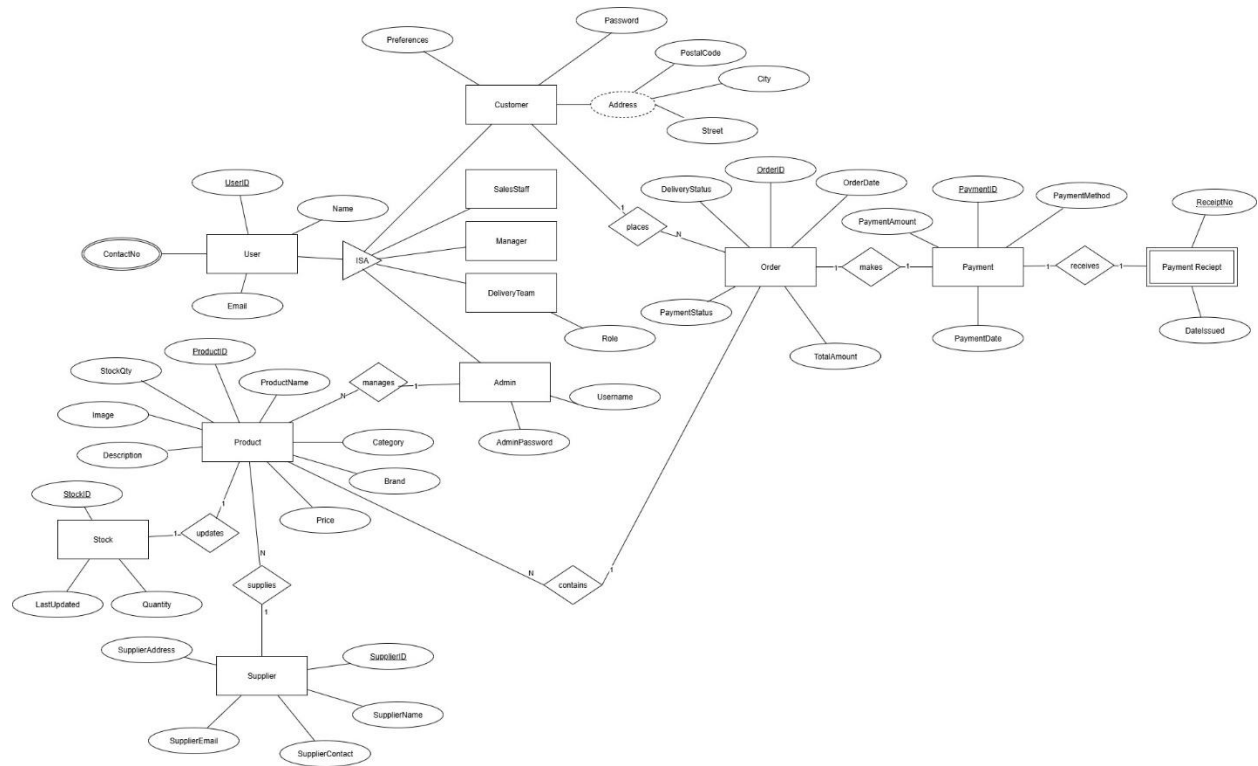 Password
Preferences
PostalCode
City
Customer
Address
Street
UserID
Name
ContactNo
User
Email
ISA
SalesStaff
Manager
DeliveryTeam
Role
1
places
N
DeliveryStatus
OrderID
OrderDate
Order
PaymentStatus
TotalAmount
1
makes
1
PaymentAmount
PaymentID
PaymentMethod
Payment
PaymentDate
1
receives
1
ReceiptNo
Payment Reciept
DateIssued
ProductID
StockQty
ProductName
Image
Description
Product
Category
Brand
Price
N
manages
1
Admin
Username
AdminPassword
StockID
Stock
LastUpdated
Quantity
1
updates
1
N
supplies
1
N
contains
1
SupplierAddress
SupplierID
Supplier
SupplierName
SupplierEmail
SupplierContact